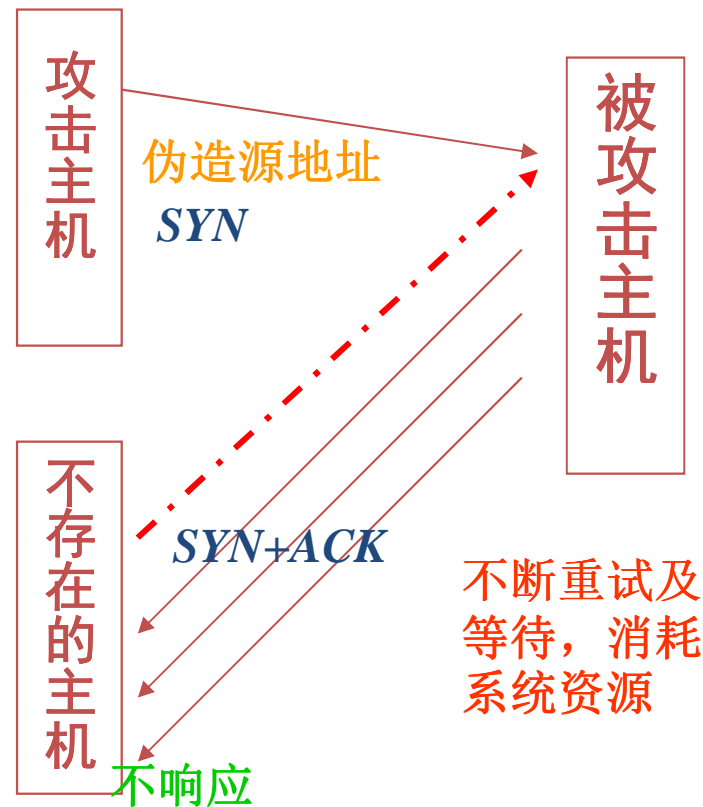 攻击主机
被攻击主机
伪造源地址
SYN
不存在的主机
SYN+ACK
不断重试及
等待，消耗
系统资源
不响应